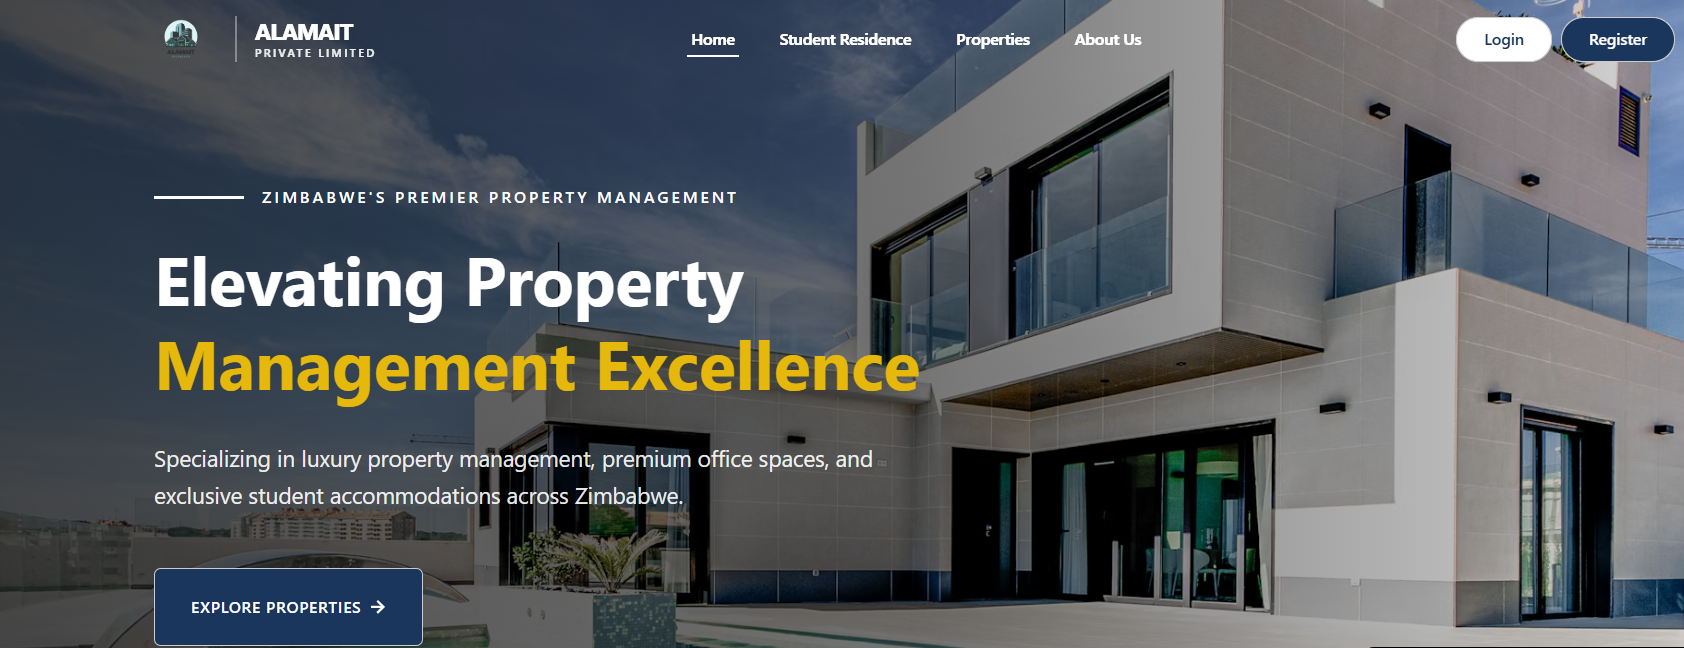 ALAMAIT
PRIVATE LIMITED
Home
Student Residence
Properties
About Us
Login
Register
ZIMBABWE'S PREMIER PROPERTY MANAGEMENT
Elevating Property
Management Excellence
Specializing in luxury property management, premium office spaces, and
exclusive student accommodations across Zimbabwe.
EXPLORE PROPERTIES →